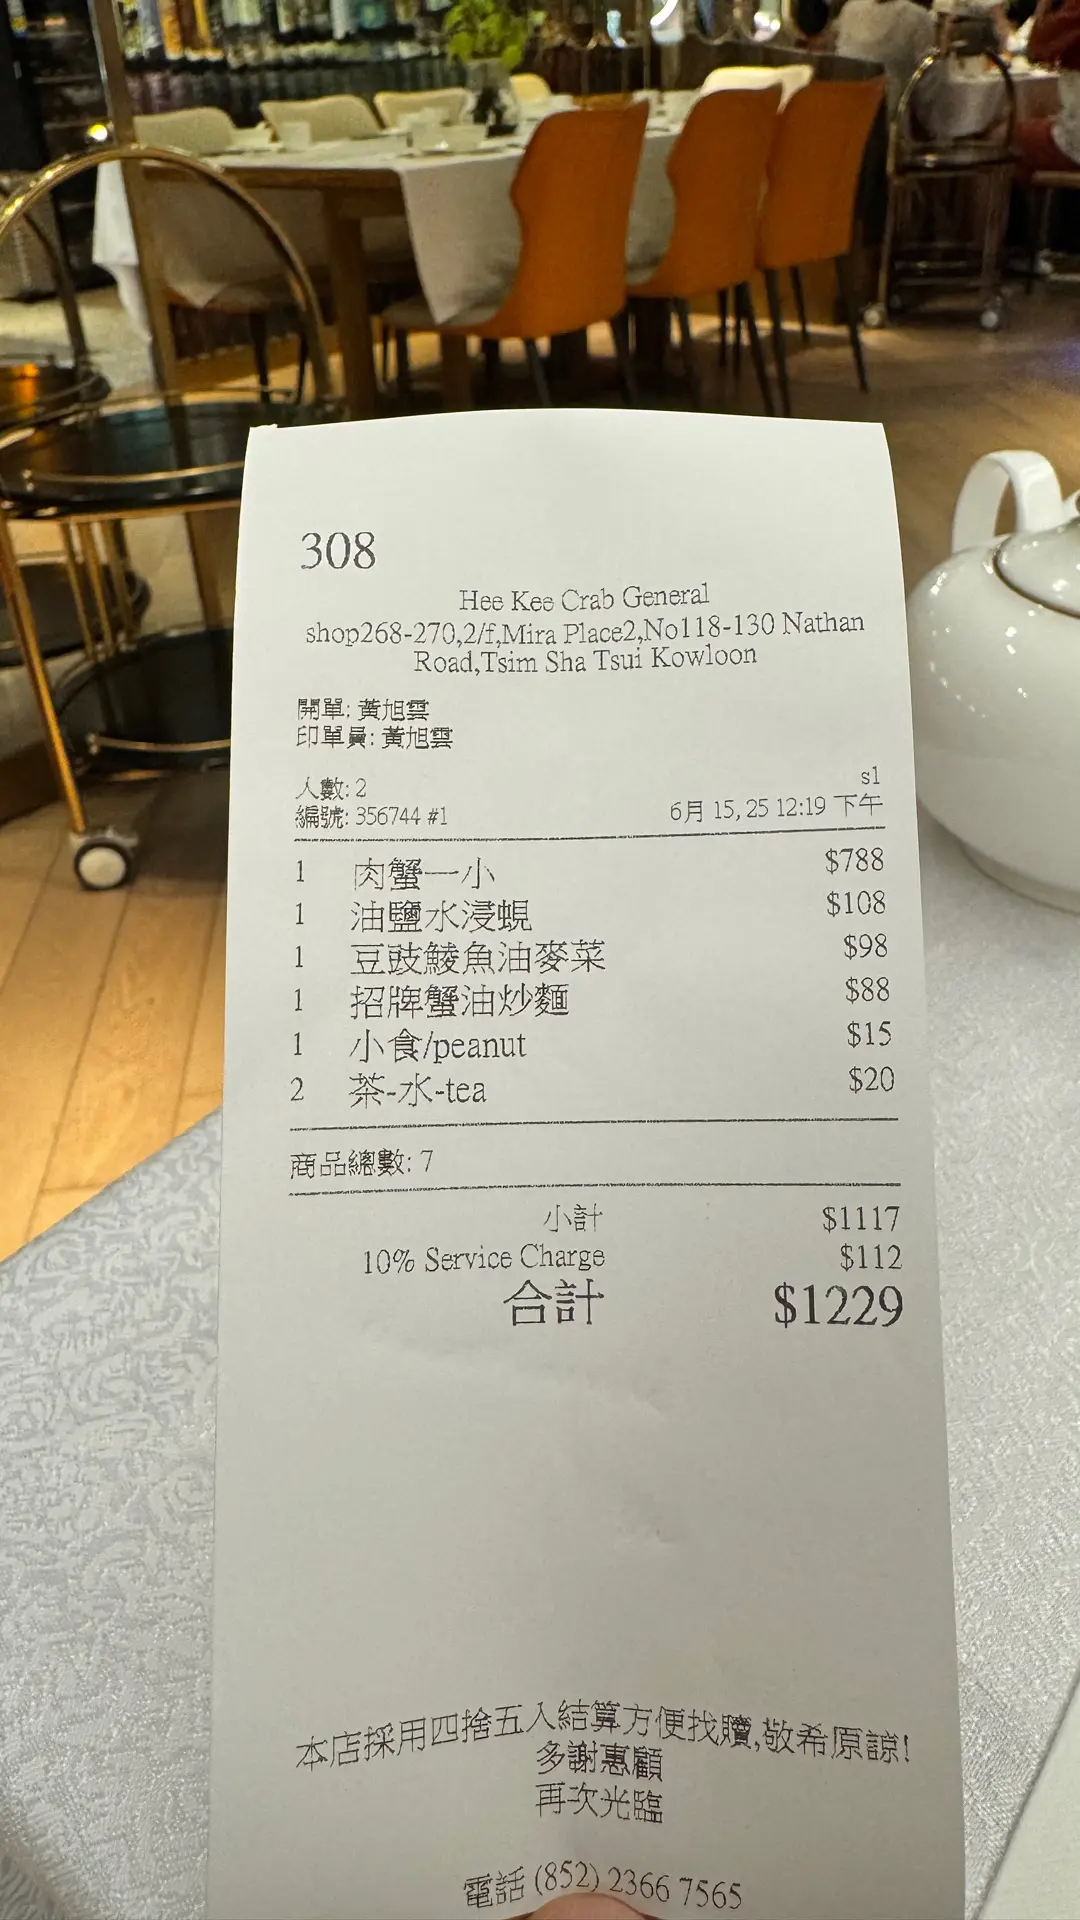 308
Hee Kee Crab General
shop268-270,2/f,Mira Place2,No118-130 Nathan
Road,Tsim Sha Tsui Kowloon
開單: 黃旭雲
印單員: 黃旭雲
人數: 2 s1
編號: 356744 #1 6月 15, 25 12:19 下午
1 肉蟹一小 $788
1 油鹽水浸蜆 $108
1 豆豉鯪魚油麥菜 $98
1 招牌蟹油炒麵 $88
1 小食/peanut $15
2 茶-水-tea $20
商品總數: 7
小計 $1117
10% Service Charge $112
合計 $1229
本店採用四捨五入結算方便找贖,敬希原諒!
多謝惠顧
再次光臨
電話 (852) 2366 7565